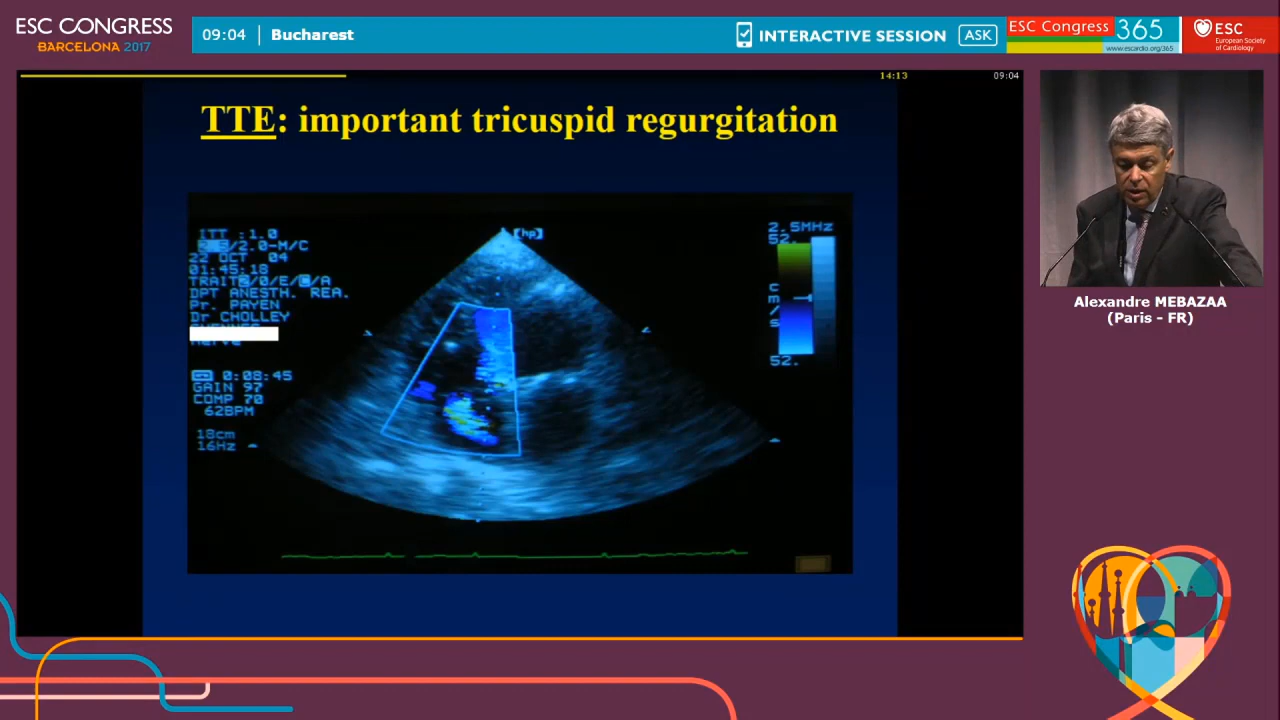 ESC CONGRESS
BARCELONA 2017
09:04
Bucharest
INTERACTIVE SESSION
ASK
ESC Congress
365
www.escardio.org/365
ESC
European Society
of Cardiology
14:13
09:04
TTE: important tricuspid regurgitation
ITT :1.0
/2.0-M/C
22 OCT 04
01:45:18
DPT ANESTH. REA.
Pr. PAYEN
Dr CHOLLEY
0:08:45
GAIN 97
COMP 70
62BPM
18cm
16Hz
[hp]
2.5MHz
52.
cm/s
52.
Alexandre MEBAZAA
(Paris - FR)